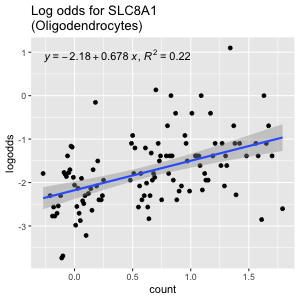 Log odds for SLC8A1
(Oligodendrocytes)
y = −2.18 + 0.678 x, R² = 0.22
1
0
-1
-2
-3
logodds
0.0 0.5 1.0 1.5
count